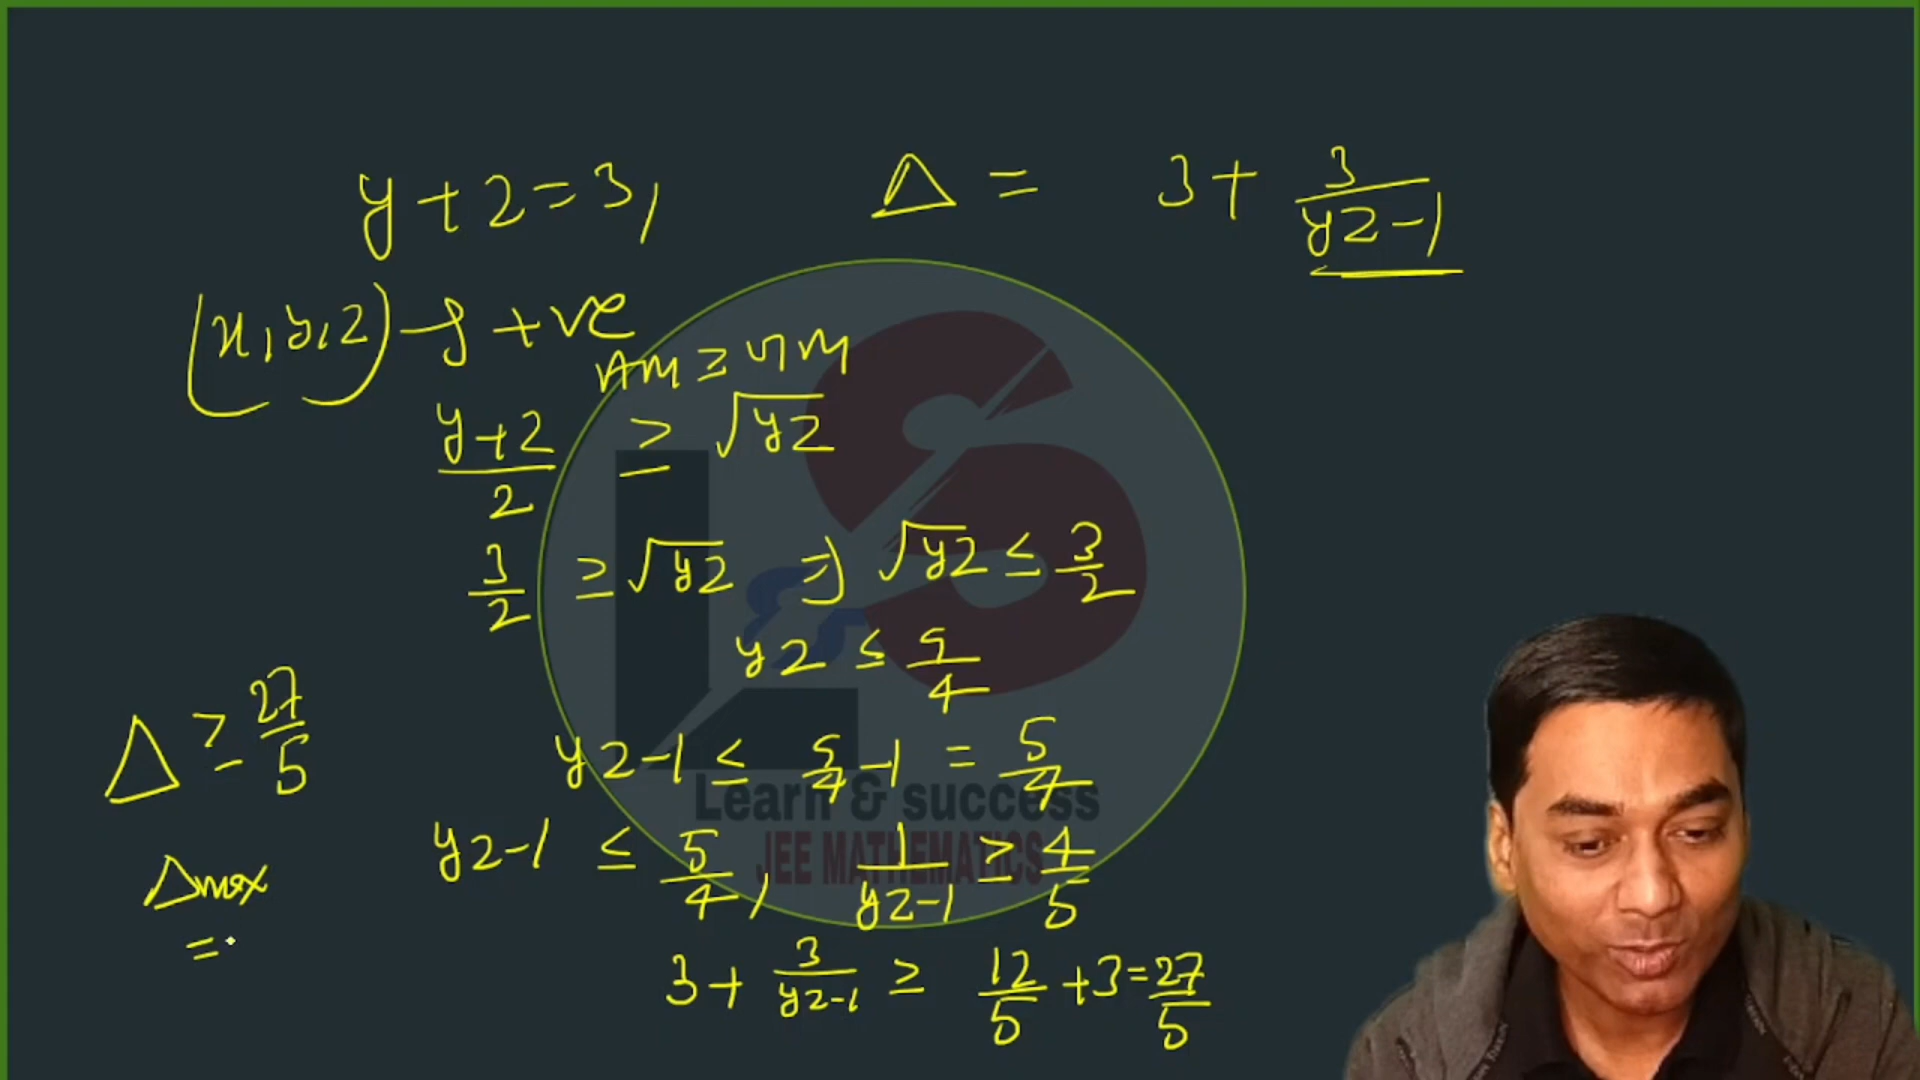 y+z=3, Δ = 3+ 3/(yz-1)
(x,y,z) → +ve
AM ≥ GM
(y+z)/2 ≥ √yz
3/2 ≥ √yz ⇒ √yz ≤ 3/2
yz ≤ 9/4
Δ ≥ 27/5
yz-1 ≤ 9/4 -1 = 5/4
Learn & success
JEE MATHEMATICS
yz-1 ≤ 5/4, 1/(yz-1) ≥ 4/5
Δmax
=
3+ 3/(yz-1) ≥ 12/5 +3=27/5